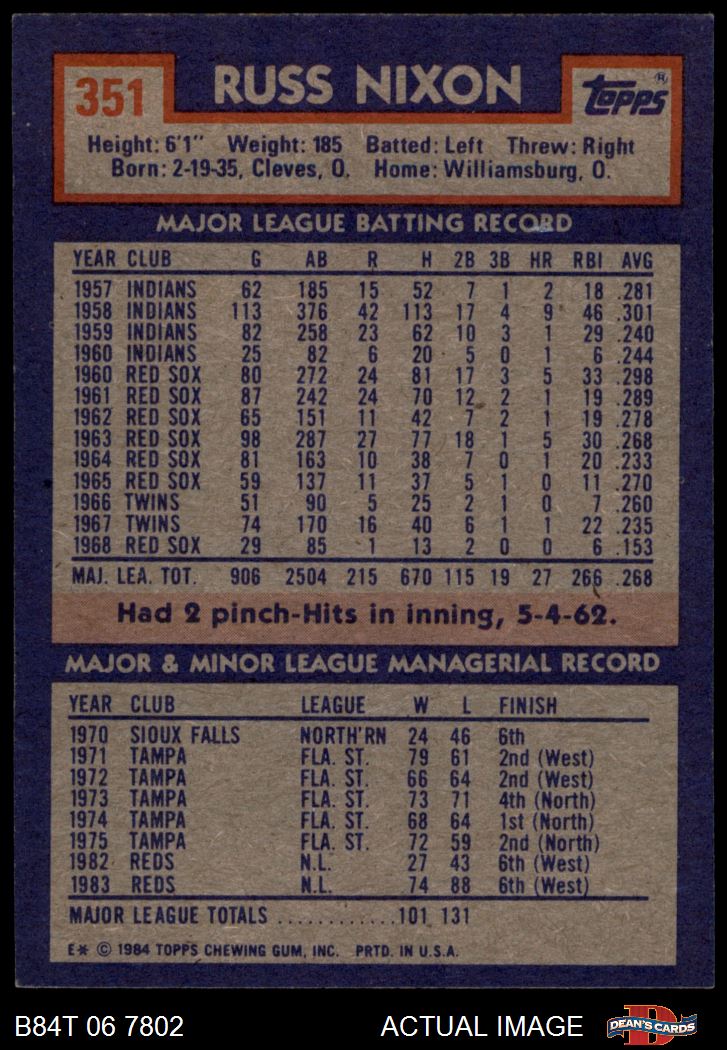 351 RUSS NIXON Topps®
Height: 6'1" Weight: 185 Batted: Left Threw: Right
Born: 2-19-35, Cleves, O. Home: Williamsburg, O.
MAJOR LEAGUE BATTING RECORD
YEAR CLUB G AB R H 2B 3B HR RBI AVG
1957 INDIANS 62 185 15 52 7 1 2 18 .281
1958 INDIANS 113 376 42 113 17 4 9 46 .301
1959 INDIANS 82 258 23 62 10 3 1 29 .240
1960 INDIANS 25 82 6 20 5 0 1 6 .244
1960 RED SOX 80 272 24 81 17 3 5 33 .298
1961 RED SOX 87 242 24 70 12 2 1 19 .289
1962 RED SOX 65 151 11 42 7 2 1 19 .278
1963 RED SOX 98 287 27 77 18 1 5 30 .268
1964 RED SOX 81 163 10 38 7 0 1 20 .233
1965 RED SOX 59 137 11 37 5 1 0 11 .270
1966 TWINS 51 90 5 25 2 1 0 7 .260
1967 TWINS 74 170 16 40 6 1 1 22 .235
1968 RED SOX 29 85 1 13 2 0 0 6 .153
MAJ. LEA. TOT. 906 2504 215 670 115 19 27 266 .268
Had 2 pinch-Hits in inning, 5-4-62.
MAJOR & MINOR LEAGUE MANAGERIAL RECORD
YEAR CLUB LEAGUE W L FINISH
1970 SIOUX FALLS NORTH'RN 24 46 6th
1971 TAMPA FLA. ST. 79 61 2nd (West)
1972 TAMPA FLA. ST. 66 64 2nd (West)
1973 TAMPA FLA. ST. 73 71 4th (North)
1974 TAMPA FLA. ST. 68 64 1st (North)
1975 TAMPA FLA. ST. 72 59 2nd (North)
1982 REDS N.L. 27 43 6th (West)
1983 REDS N.L. 74 88 6th (West)
MAJOR LEAGUE TOTALS ............101 131
E* © 1984 TOPPS CHEWING GUM, INC. PRTD. IN U.S.A.
B84T 06 7802 ACTUAL IMAGE D DEAN'S CARDS